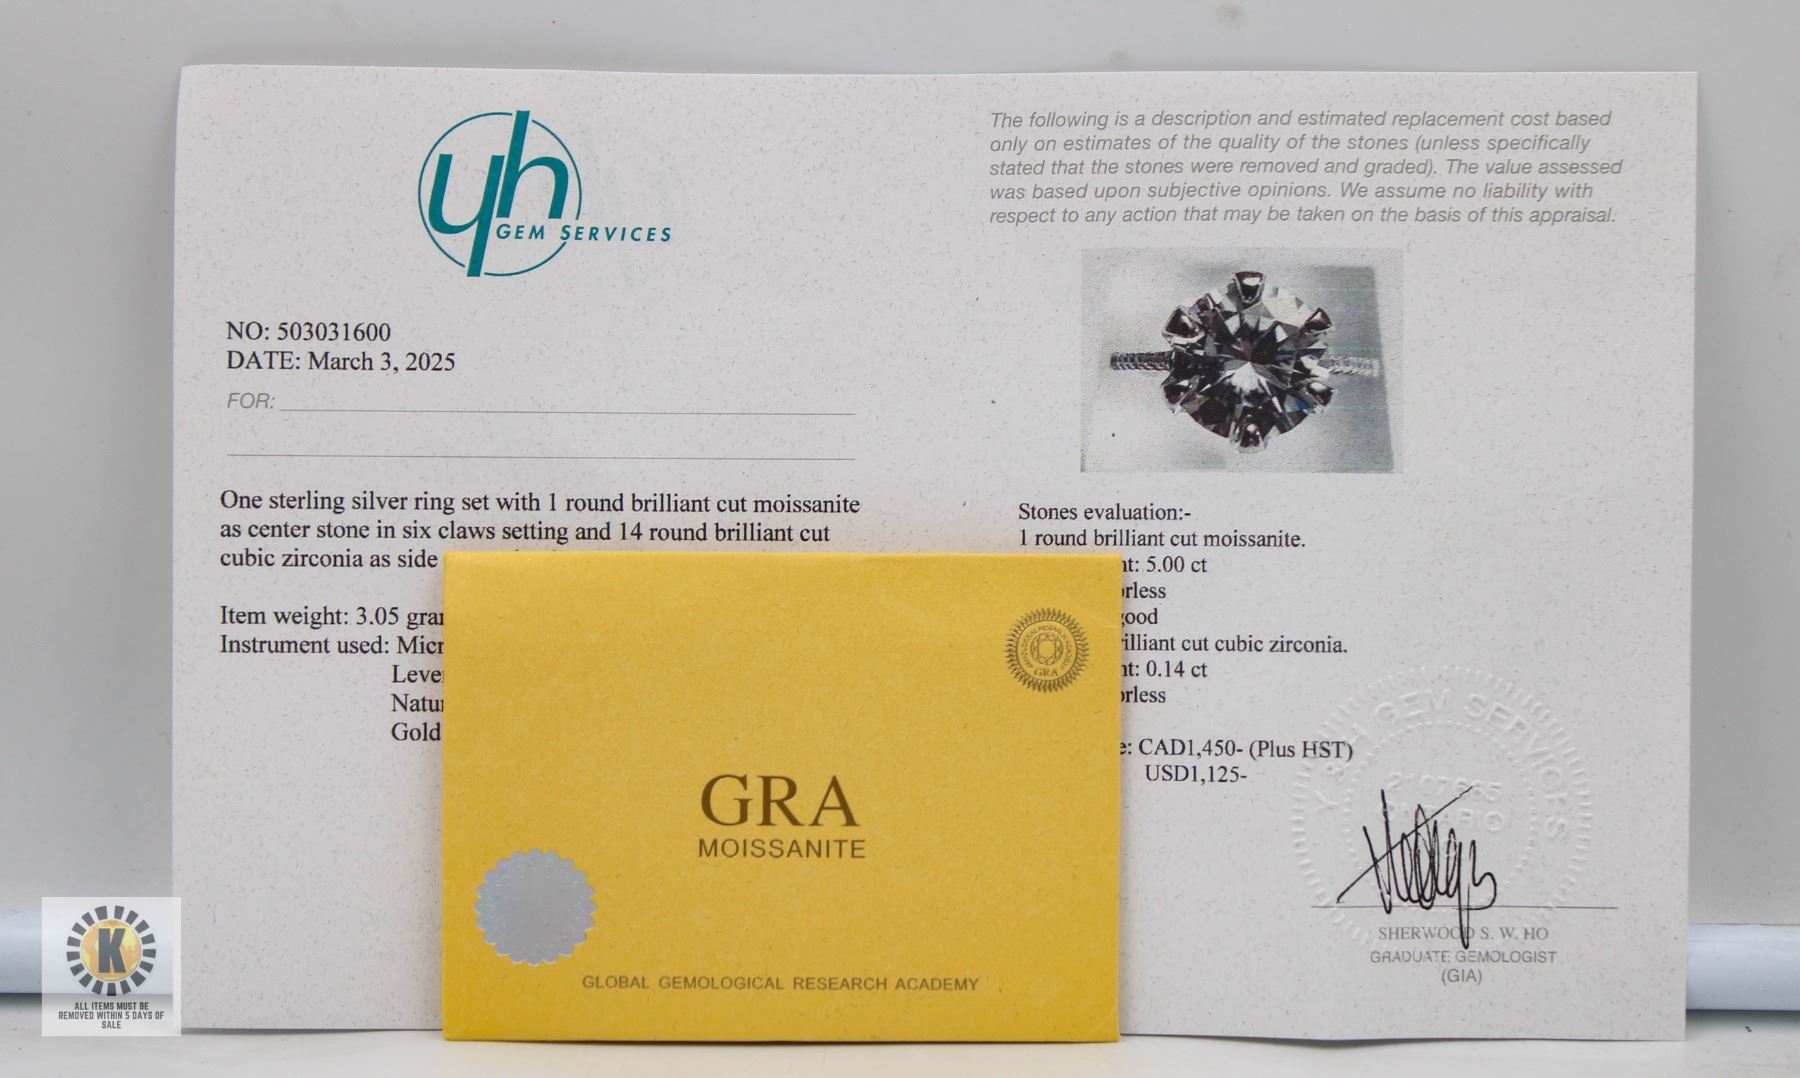 yh
GEM SERVICES
NO: 503031600
DATE: March 3, 2025
FOR:
One sterling silver ring set with 1 round brilliant cut moissanite
as center stone in six claws setting and 14 round brilliant cut
cubic zirconia as side
Item weight: 3.05 gra
Instrument used: Micr
Leve
Natu
Gold
The following is a description and estimated replacement cost based
only on estimates of the quality of the stones (unless specifically
stated that the stones were removed and graded). The value assessed
was based upon subjective opinions. We assume no liability with
respect to any action that may be taken on the basis of this appraisal.
Stones evaluation:-
1 round brilliant cut moissanite.
nt: 5.00 ct
orless
good
rilliant cut cubic zirconia.
nt: 0.14 ct
orless
e: CAD1,450- (Plus HST)
USD1,125-
GEM SERVICES
SHERWOOD S. W. HO
GRADUATE GEMOLOGIST
(GIA)
GRA
GRA
MOISSANITE
GLOBAL GEMOLOGICAL RESEARCH ACADEMY
K
ALL ITEMS MUST BE
REMOVED WITHIN 5 DAYS OF
SALE